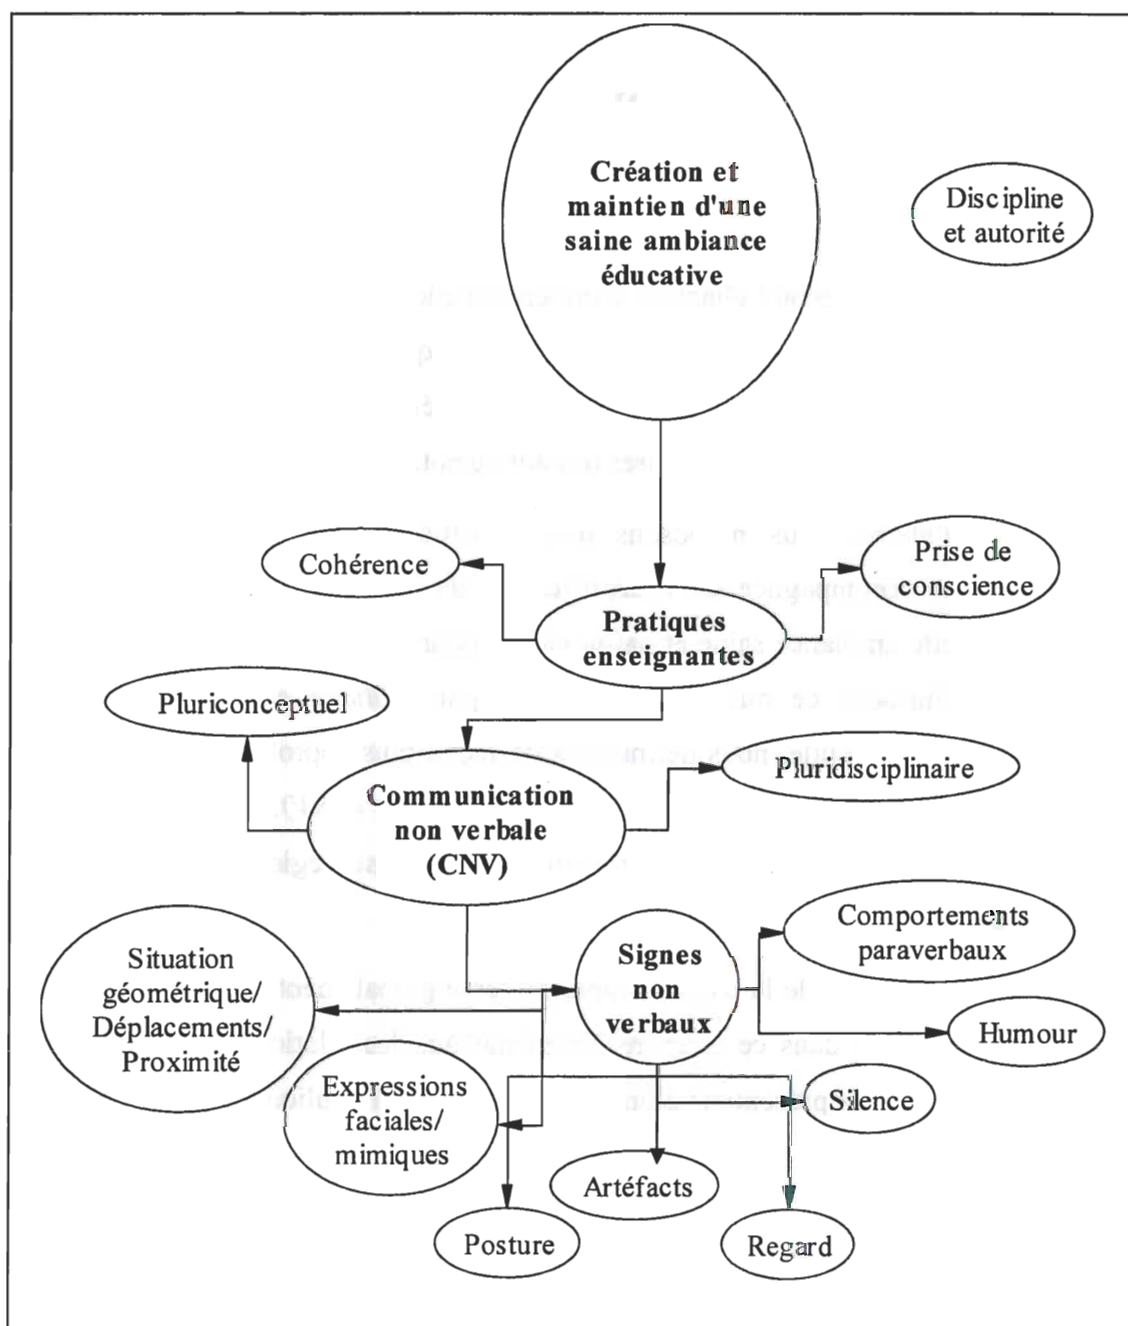 Création et
maintien d'une
saine ambiance
éducative
Discipline
et autorité
Cohérence
Prise de
conscience
Pratiques
enseignantes
Pluriconceptuel
Pluridisciplinaire
Communication
non verbale
(CNV)
Situation
géométrique/
Déplacements/
Proximité
Signes
non
verbaux
Comportements
paraverbaux
Humour
Expressions
faciales/
mimiques
Silence
Artéfacts
Posture
Regard